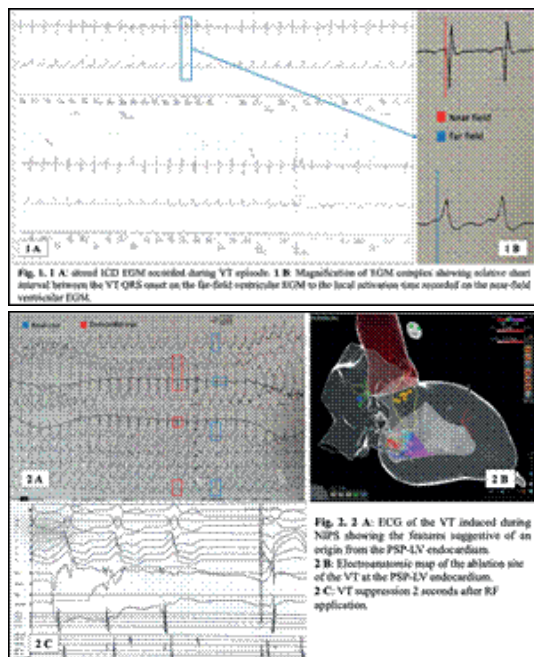 Near field
Far field
1 A
1 B
Fig. 1. 1 A: stored ICD EGM recorded during VT episode. 1 B: Magnification of EGM complex showing relative short
interval between the VT QRS onset on the far-field ventricular EGM to the local activation time recorded on the near-field
ventricular EGM.
2 A
2 B
Fig. 2. 2 A: ECG of the VT induced during
NIPS showing the features suggestive of an
origin from the PSP-LV endocardium.
2 B: Electroanatomic map of the ablation site
of the VT at the PSP-LV endocardium.
2 C: VT suppression 2 seconds after RF
application.
2 C